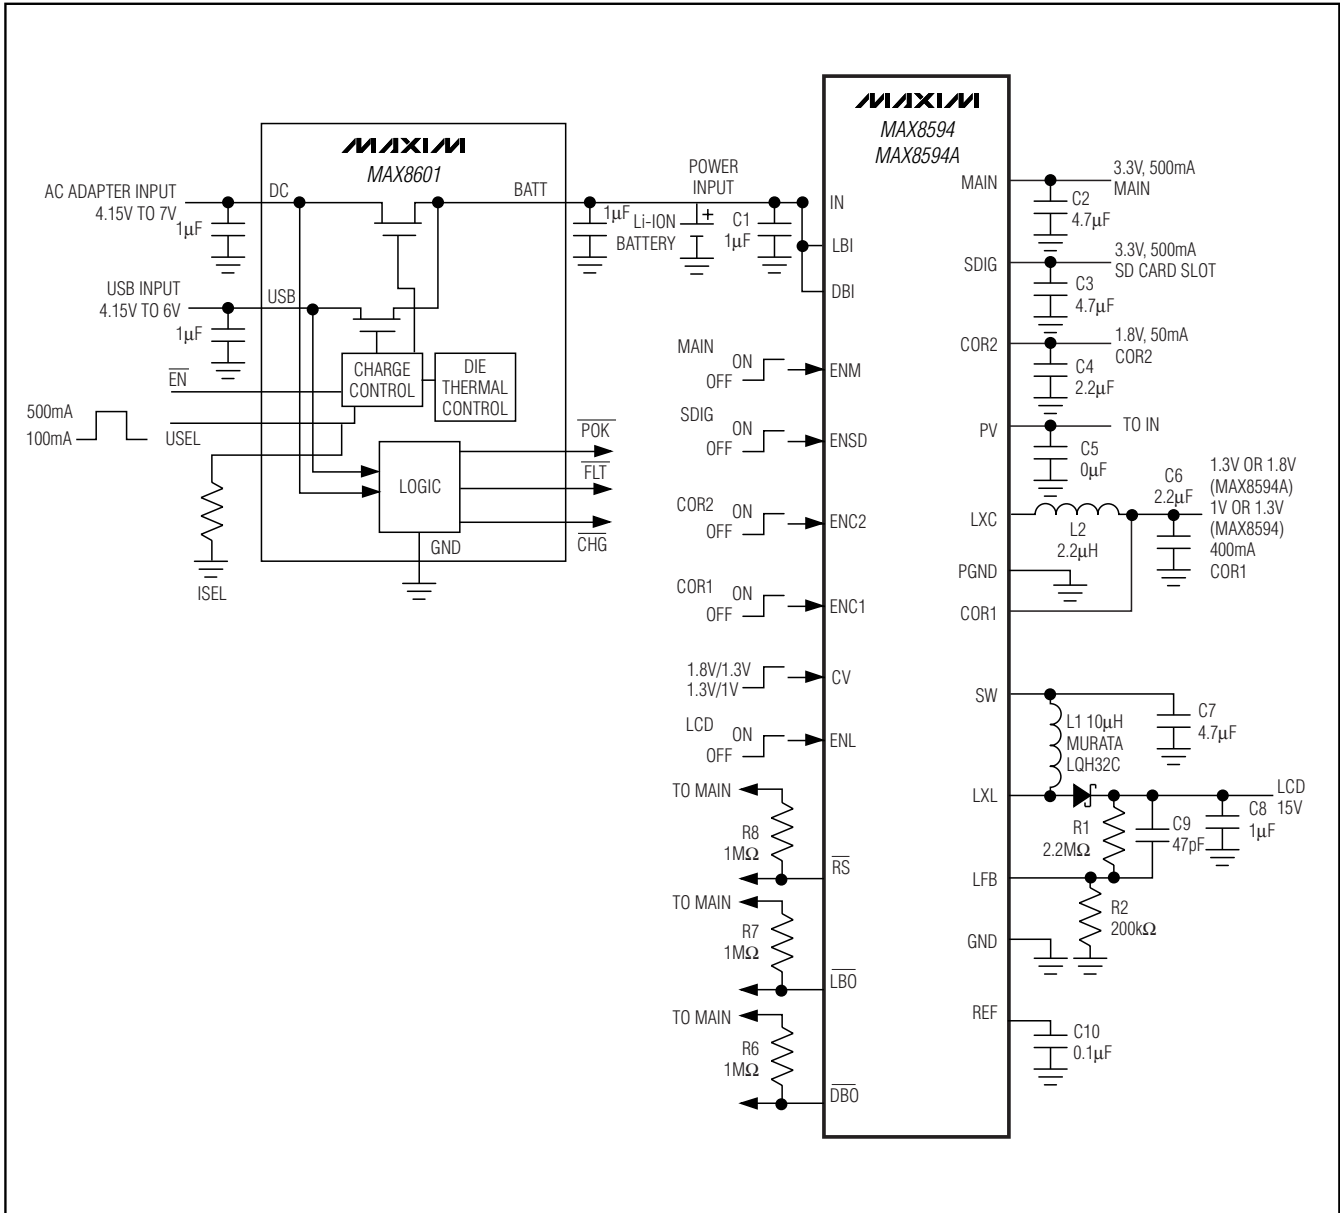 MAXIM
MAX8601
AC ADAPTER INPUT
4.15V TO 7V
1µF
DC
BATT
USB INPUT
4.15V TO 6V
1µF
USB
EN
500mA
100mA
USEL
ISEL
CHARGE
CONTROL
DIE
THERMAL
CONTROL
LOGIC
POK
FLT
CHG
GND
1µF
Li-ION
BATTERY
+
POWER
INPUT
C1
1µF
MAXIM
MAX8594
MAX8594A
IN
LBI
DBI
MAIN
ON
OFF
ENM
SDIG
ON
OFF
ENSD
COR2
ON
OFF
ENC2
COR1
ON
OFF
ENC1
1.8V/1.3V
1.3V/1V
CV
LCD
ON
OFF
ENL
TO MAIN
R8
1MΩ
RS
TO MAIN
R7
1MΩ
LBO
TO MAIN
R6
1MΩ
DBO
MAIN
3.3V, 500mA
MAIN
C2
4.7µF
SDIG
3.3V, 500mA
SD CARD SLOT
C3
4.7µF
COR2
1.8V, 50mA
COR2
C4
2.2µF
PV
TO IN
C5
0µF
LXC
L2
2.2µH
C6
2.2µF
1.3V OR 1.8V
(MAX8594A)
1V OR 1.3V
(MAX8594)
400mA
COR1
PGND
COR1
SW
L1 10µH
MURATA
LQH32C
C7
4.7µF
LXL
LCD
15V
R1
2.2MΩ
C9
47pF
C8
1µF
LFB
R2
200kΩ
GND
REF
C10
0.1µF